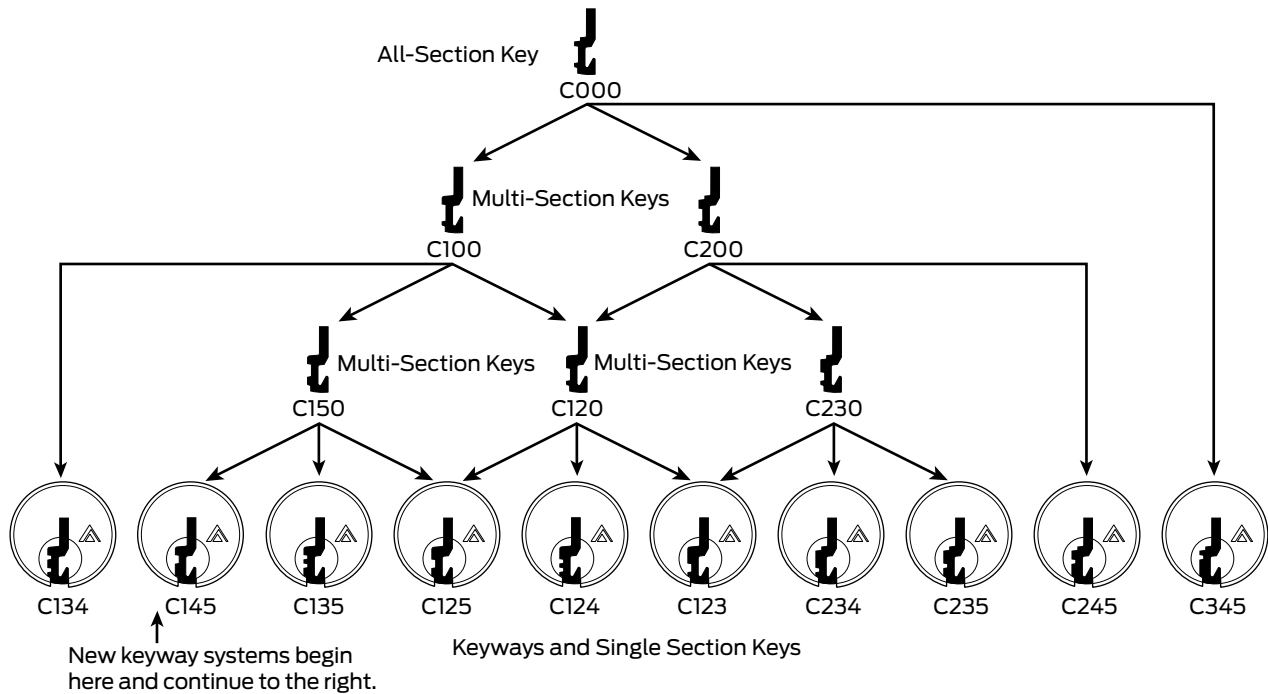 All-Section Key
C000
Multi-Section Keys
C100
C200
Multi-Section Keys
Multi-Section Keys
C150
C120
C230
C134
C145
C135
C125
C124
C123
C234
C235
C245
C345
New keyway systems begin
here and continue to the right.
Keyways and Single Section Keys